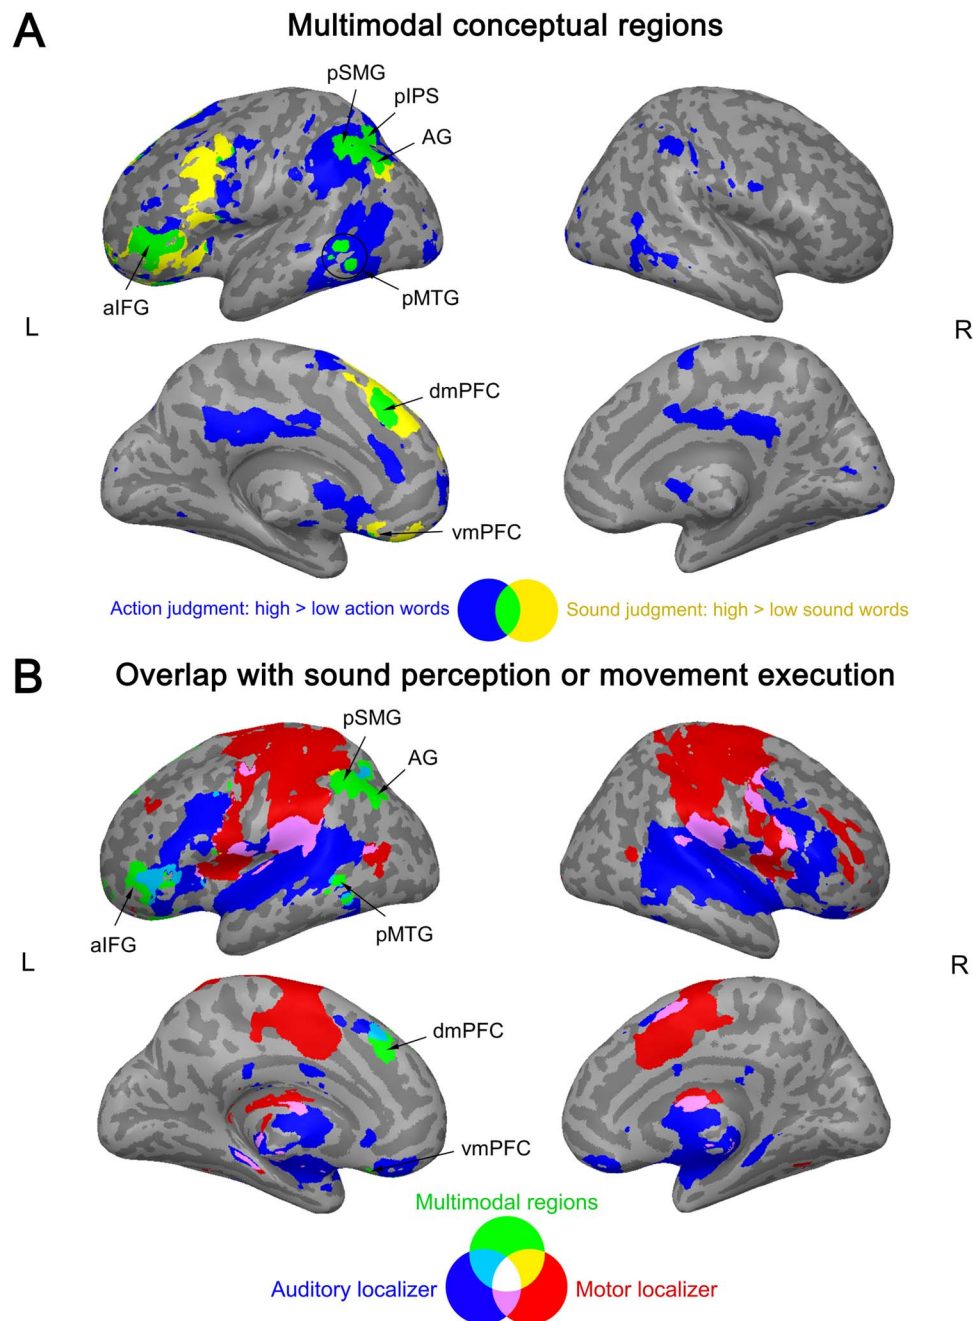 A
Multimodal conceptual regions
pSMG
pIPS
AG
aIFG
pMTG
L
R
dmPFC
vmPFC
Action judgment: high > low action words
Sound judgment: high > low sound words
B
Overlap with sound perception or movement execution
pSMG
AG
aIFG
pMTG
L
R
dmPFC
vmPFC
Multimodal regions
Auditory localizer
Motor localizer